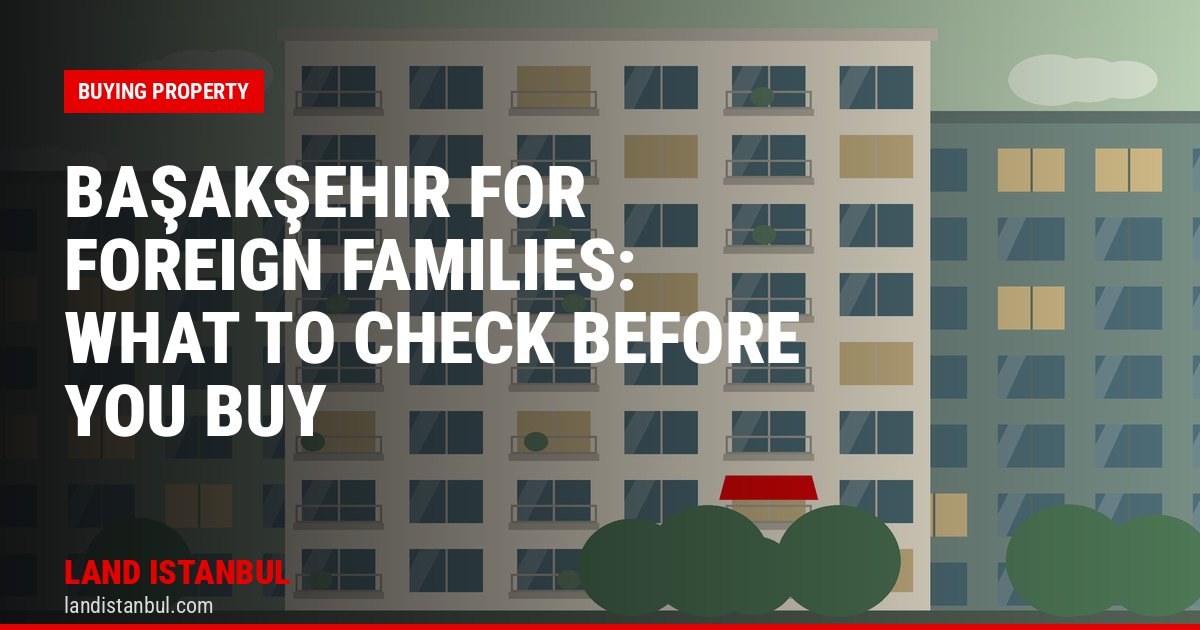 BUYING PROPERTY
BAŞAKŞEHIR FOR
FOREIGN FAMILIES:
WHAT TO CHECK BEFORE
YOU BUY
LAND ISTANBUL
landistanbul.com